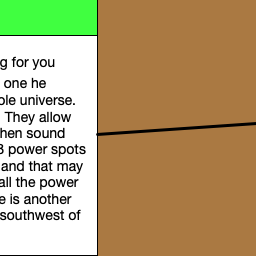 g for you
one he
ole universe.
They allow
hen sound
3 power spots
and that may
all the power
e is another
southwest of